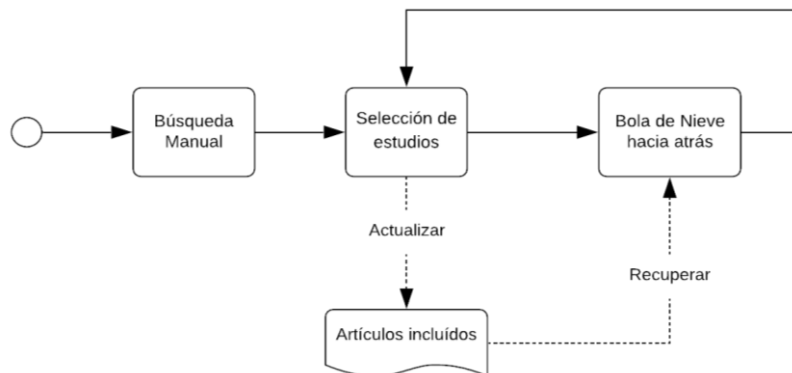 Búsqueda
Manual
Selección de
estudios
Bola de Nieve
hacia atrás
Actualizar
Recuperar
Artículos incluídos